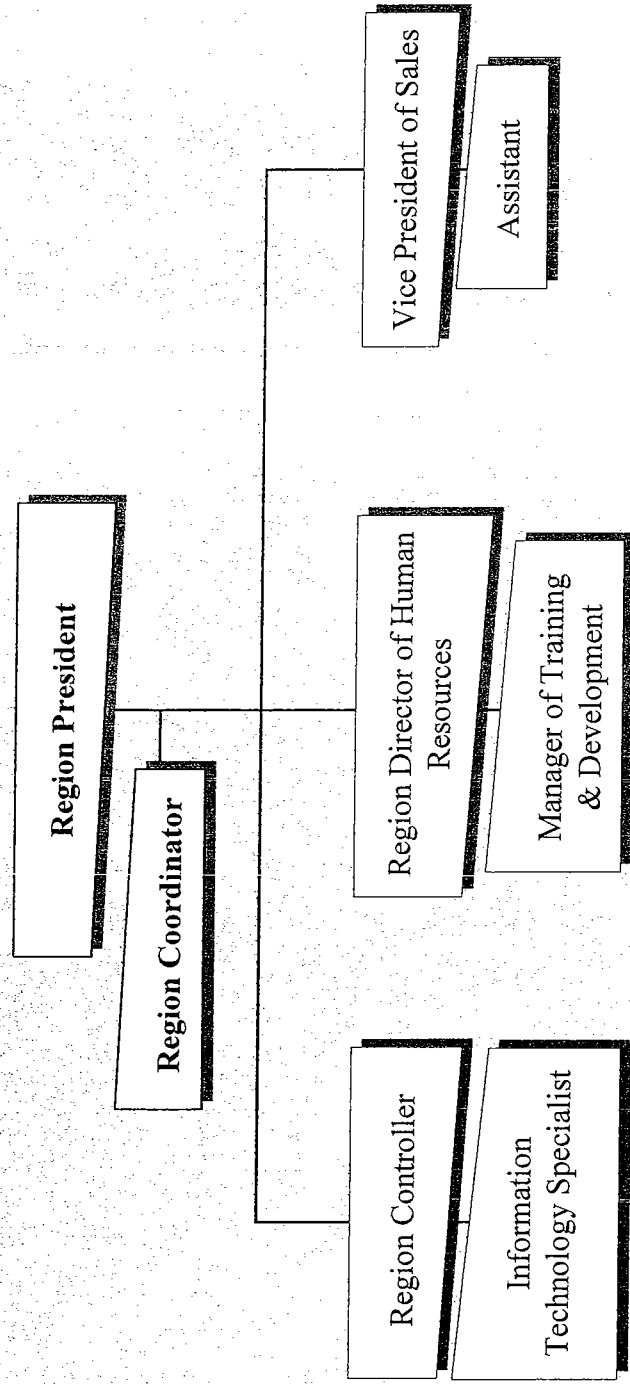 Region President
Region Coordinator
Region Controller
Information
Technology Specialist
Region Director of Human
Resources
Manager of Training
& Development
Vice President of Sales
Assistant